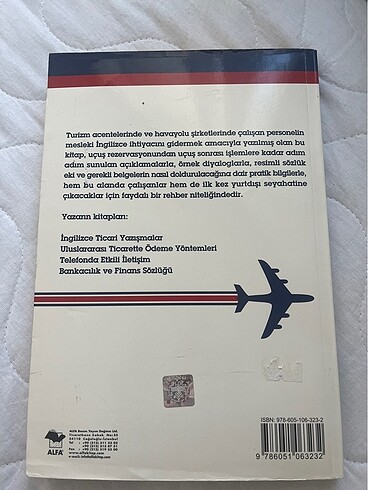 Turizm acentelerinde ve havayolu şirketlerinde çalışan personelin
mesleki İngilizce ihtiyacını gidermek amacıyla yazılmış olan bu
kitap, uçuş rezervasyonundan uçuş sonrası işlemlere kadar adım
adım sunulan açıklamalarla, örnek diyaloglarla, resimli sözlük
eki ve gerekli belgelerin nasıl doldurulacağına dair pratik bilgilerle,
hem bu alanda çalışanlar hem de ilk kez yurtdışı seyahatine
çıkacaklar için faydalı bir rehber niteliğindedir.
Yazarın kitapları:
İngilizce Ticari Yazışmalar
Uluslararası Ticarette Ödeme Yöntemleri
Telefonda Etkili İletişim
Bankacılık ve Finans Sözlüğü
ALFA
ISBN: 978-605-106-323-2
9 786051 063232